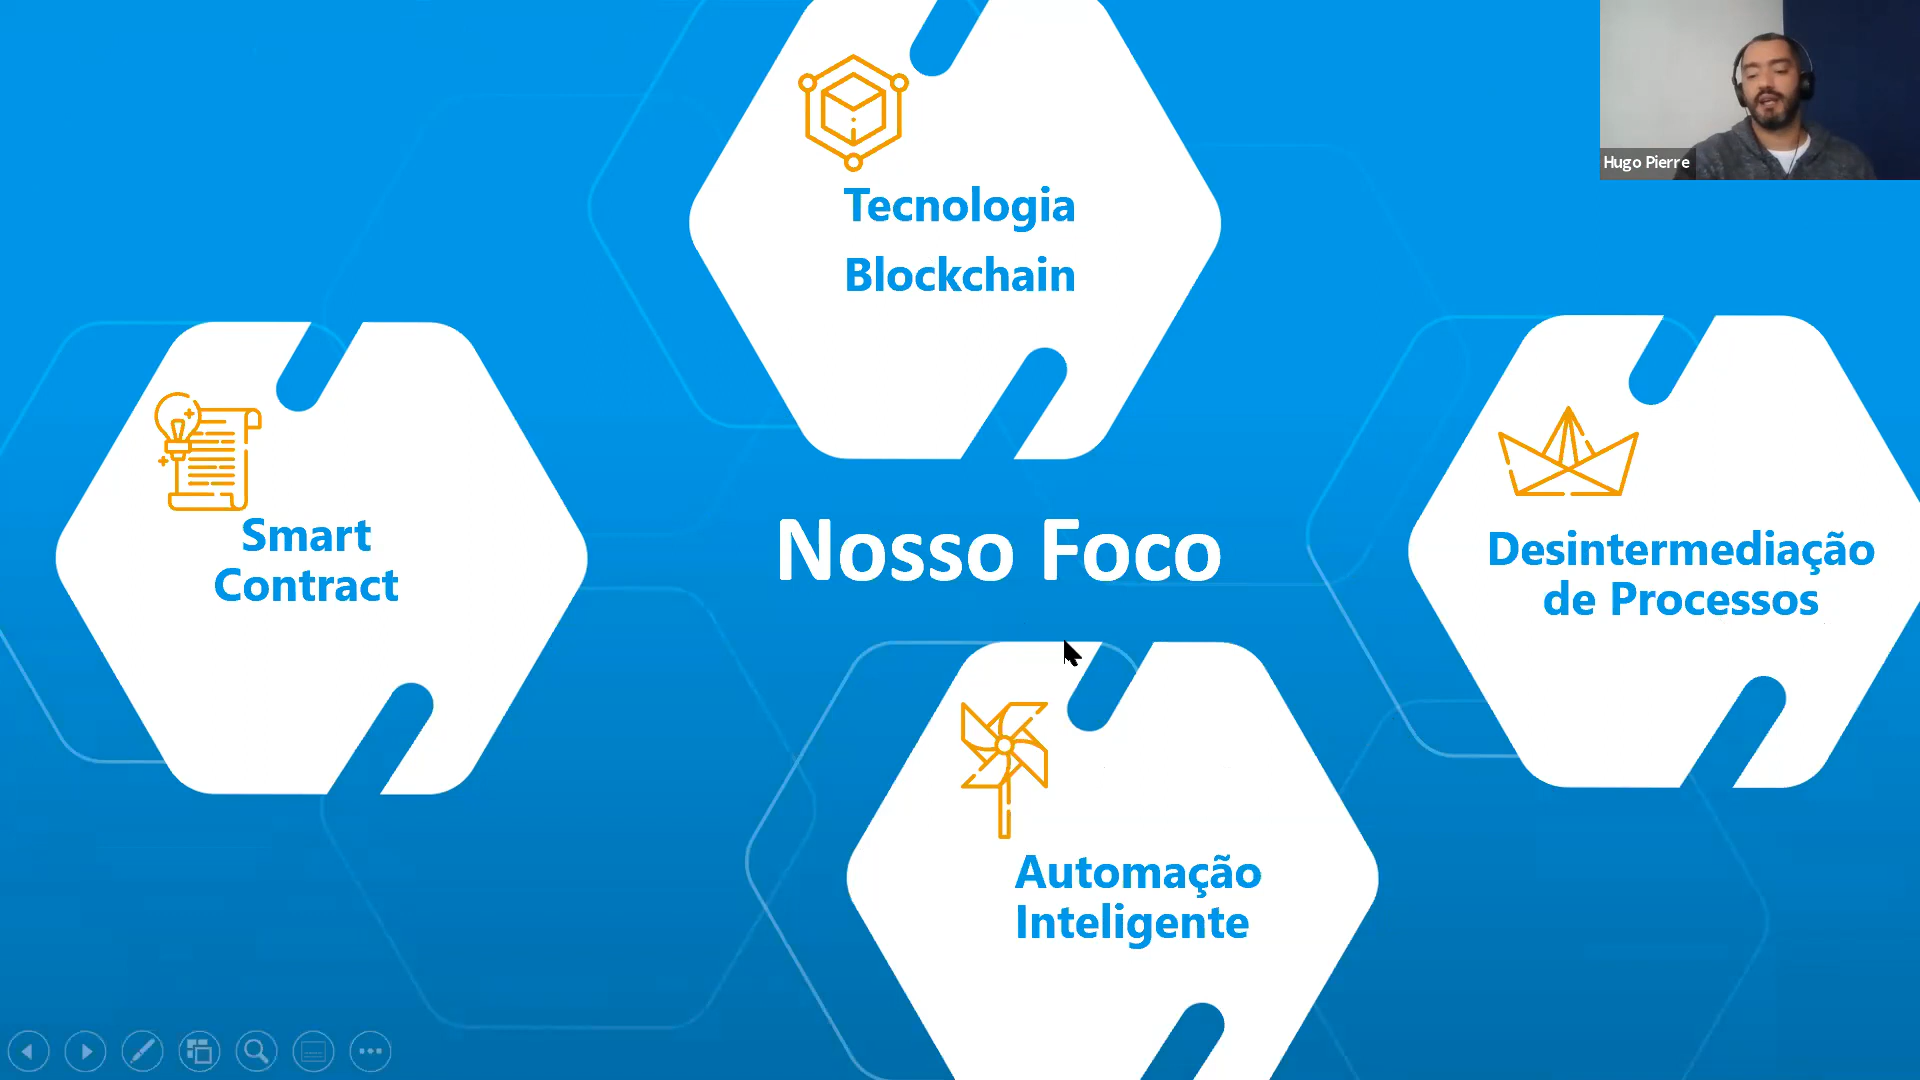 Hugo Pierre
Tecnologia
Blockchain
Smart
Contract
Nosso Foco
Desintermediação
de Processos
Automação
Inteligente